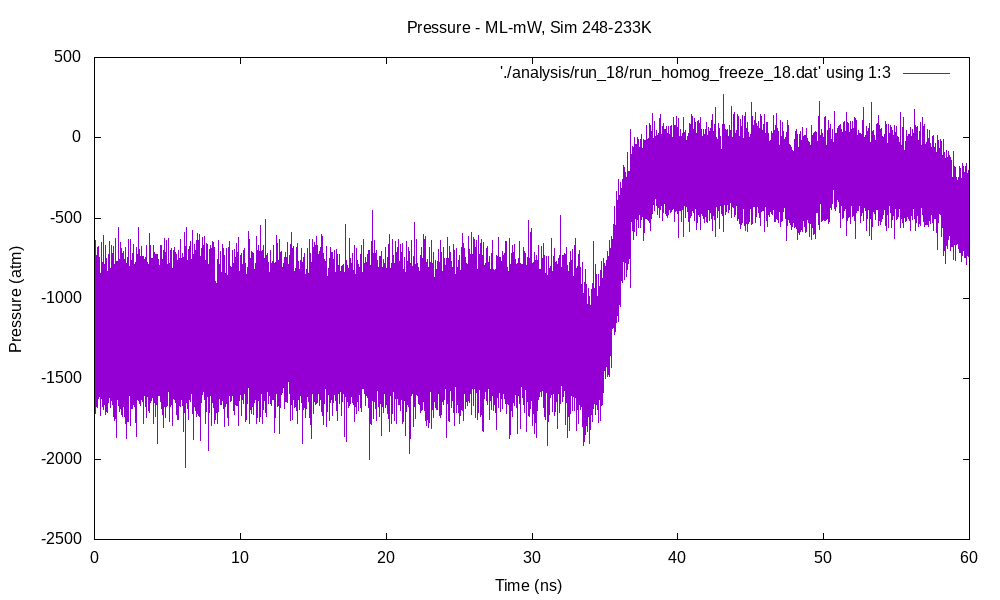 Pressure - ML-mW, Sim 248-233K
'./analysis/run_18/run_homog_freeze_18.dat' using 1:3
500
0
-500
-1000
-1500
-2000
-2500
Pressure (atm)
0 10 20 30 40 50 60
Time (ns)